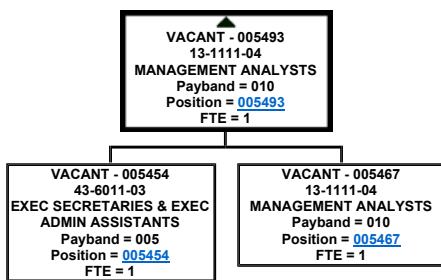 VACANT - 005493
13-1111-04
MANAGEMENT ANALYSTS
Payband = 010
Position = 005493
FTE = 1
VACANT - 005454
43-6011-03
EXEC SECRETARIES & EXEC
ADMIN ASSISTANTS
Payband = 005
Position = 005454
FTE = 1
VACANT - 005467
13-1111-04
MANAGEMENT ANALYSTS
Payband = 010
Position = 005467
FTE = 1